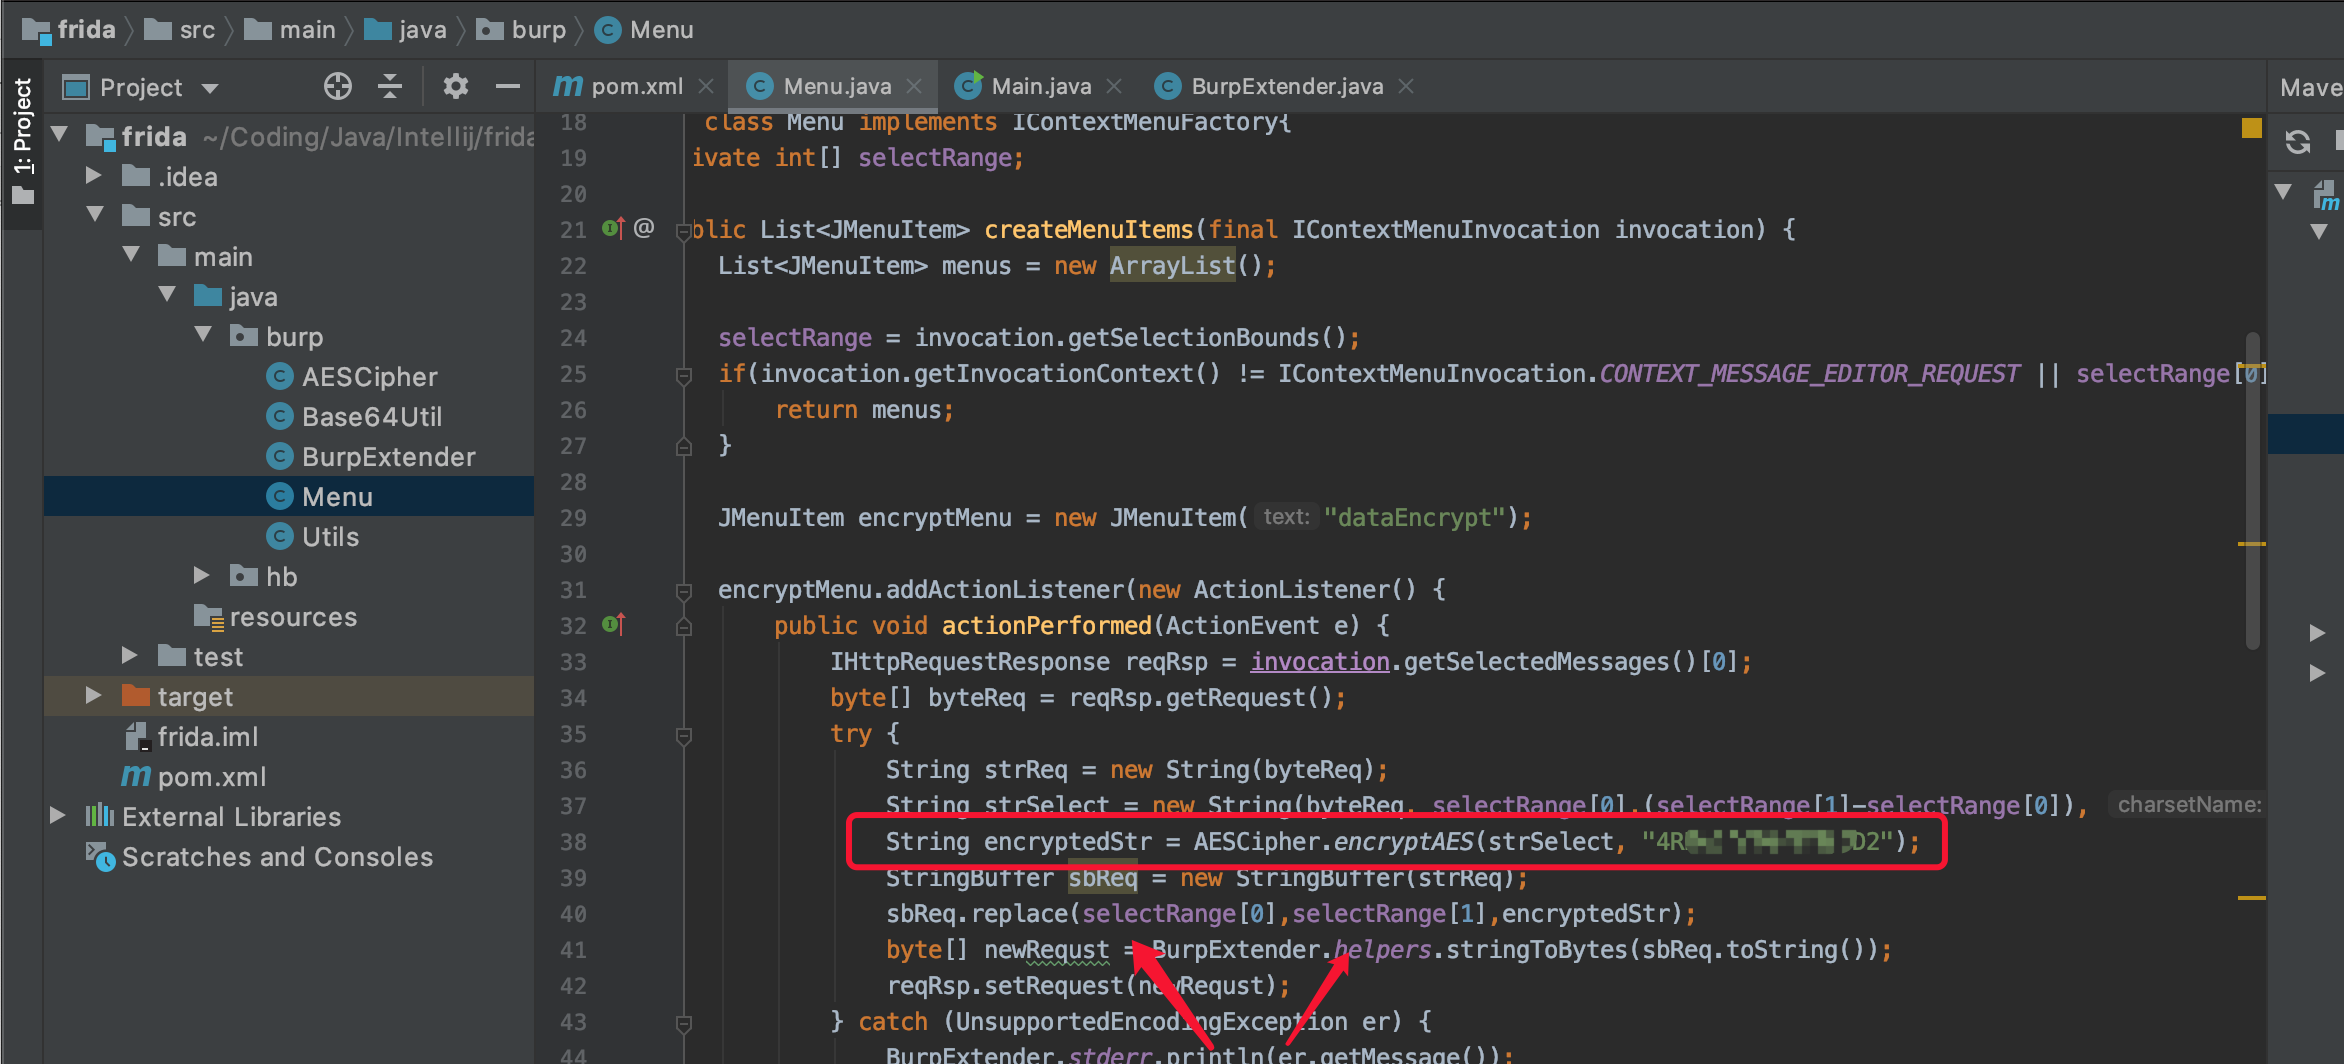 frida src main java burp Menu
1: Project
Project
pom.xml Menu.java Main.java BurpExtender.java
Mave
frida ~/Coding/Java/Intellij/frida
.idea
src
main
java
burp
AESCipher
Base64Util
BurpExtender
Menu
Utils
hb
resources
test
target
frida.iml
pom.xml
External Libraries
Scratches and Consoles
18 class Menu implements IContextMenuFactory{
19 ivate int[] selectRange;
20
21 @ blic List<JMenuItem> createMenuItems(final IContextMenuInvocation invocation) {
22 List<JMenuItem> menus = new ArrayList();
23
24 selectRange = invocation.getSelectionBounds();
25 if(invocation.getInvocationContext() != IContextMenuInvocation.CONTEXT_MESSAGE_EDITOR_REQUEST || selectRange[0]
26 return menus;
27 }
28
29 JMenuItem encryptMenu = new JMenuItem( text: "dataEncrypt");
30
31 encryptMenu.addActionListener(new ActionListener() {
32 public void actionPerformed(ActionEvent e) {
33 IHttpRequestResponse reqRsp = invocation.getSelectedMessages()[0];
34 byte[] byteReq = reqRsp.getRequest();
35 try {
36 String strReq = new String(byteReq);
37 String strSelect = new String(byteReq, selectRange[0],(selectRange[1]-selectRange[0]), charsetName:
38 String encryptedStr = AESCipher.encryptAES(strSelect, "4R D2");
39 StringBuffer sbReq = new StringBuffer(strReq);
40 sbReq.replace(selectRange[0],selectRange[1],encryptedStr);
41 byte[] newRequst = BurpExtender.helpers.stringToBytes(sbReq.toString());
42 reqRsp.setRequest(newRequst);
43 } catch (UnsupportedEncodingException er) {
44 BurpExtender.stderr.println(er.getMessage());